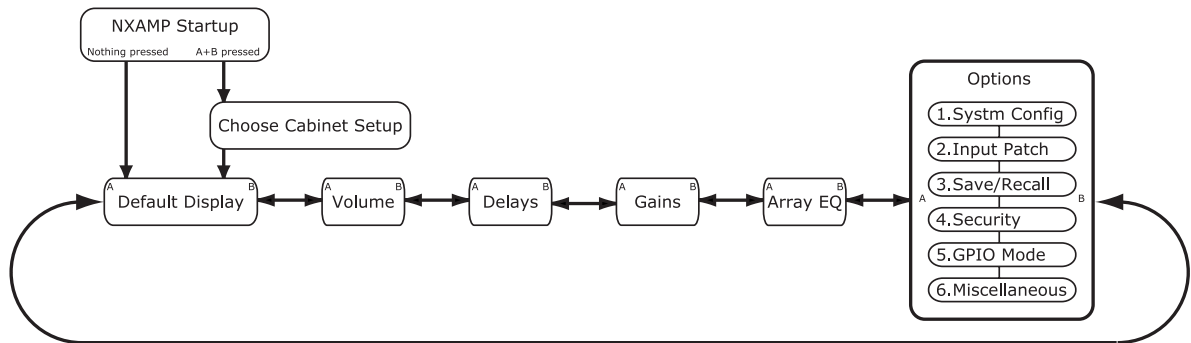 NXAMP Startup
Nothing pressed A+B pressed
Choose Cabinet Setup
A Default Display B
A Volume B
A Delays B
A Gains B
A Array EQ B
Options
1.Systm Config
2.Input Patch
3.Save/Recall
A B
4.Security
5.GPIO Mode
6.Miscellaneous